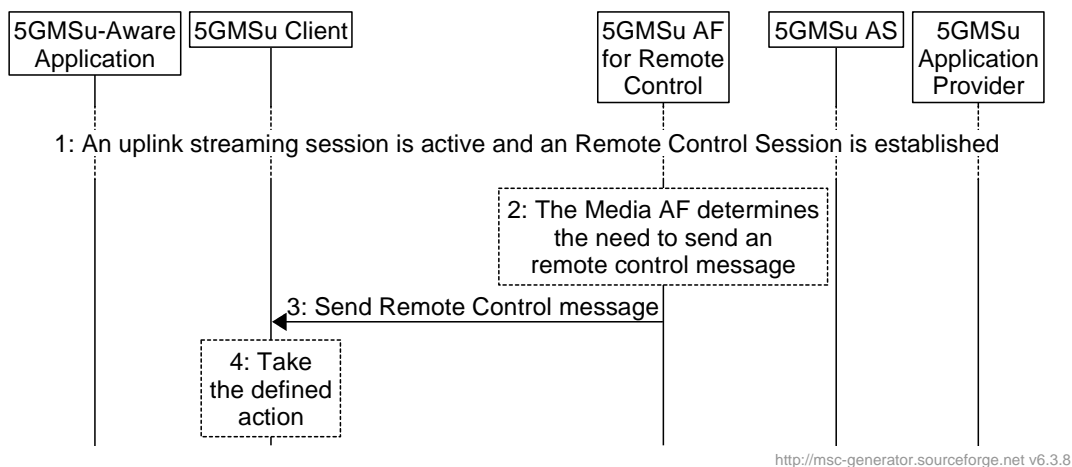 5GMSu-Aware
Application
5GMSu Client
5GMSu AF
for Remote
Control
5GMSu AS
5GMSu
Application
Provider
1: An uplink streaming session is active and an Remote Control Session is established
2: The Media AF determines
the need to send an
remote control message
3: Send Remote Control message
4: Take
the defined
action
http://msc-generator.sourceforge.net v6.3.8